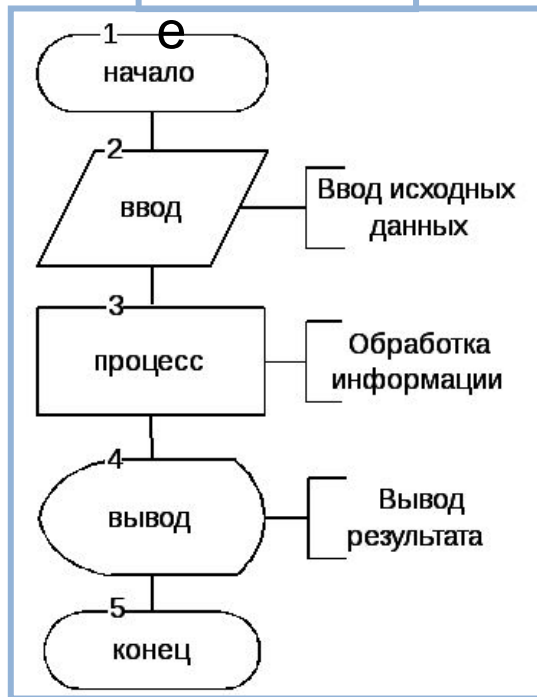 1 е
начало
2
ввод
Ввод исходных
данных
3
процесс
Обработка
информации
4
вывод
Вывод
результата
5
конец